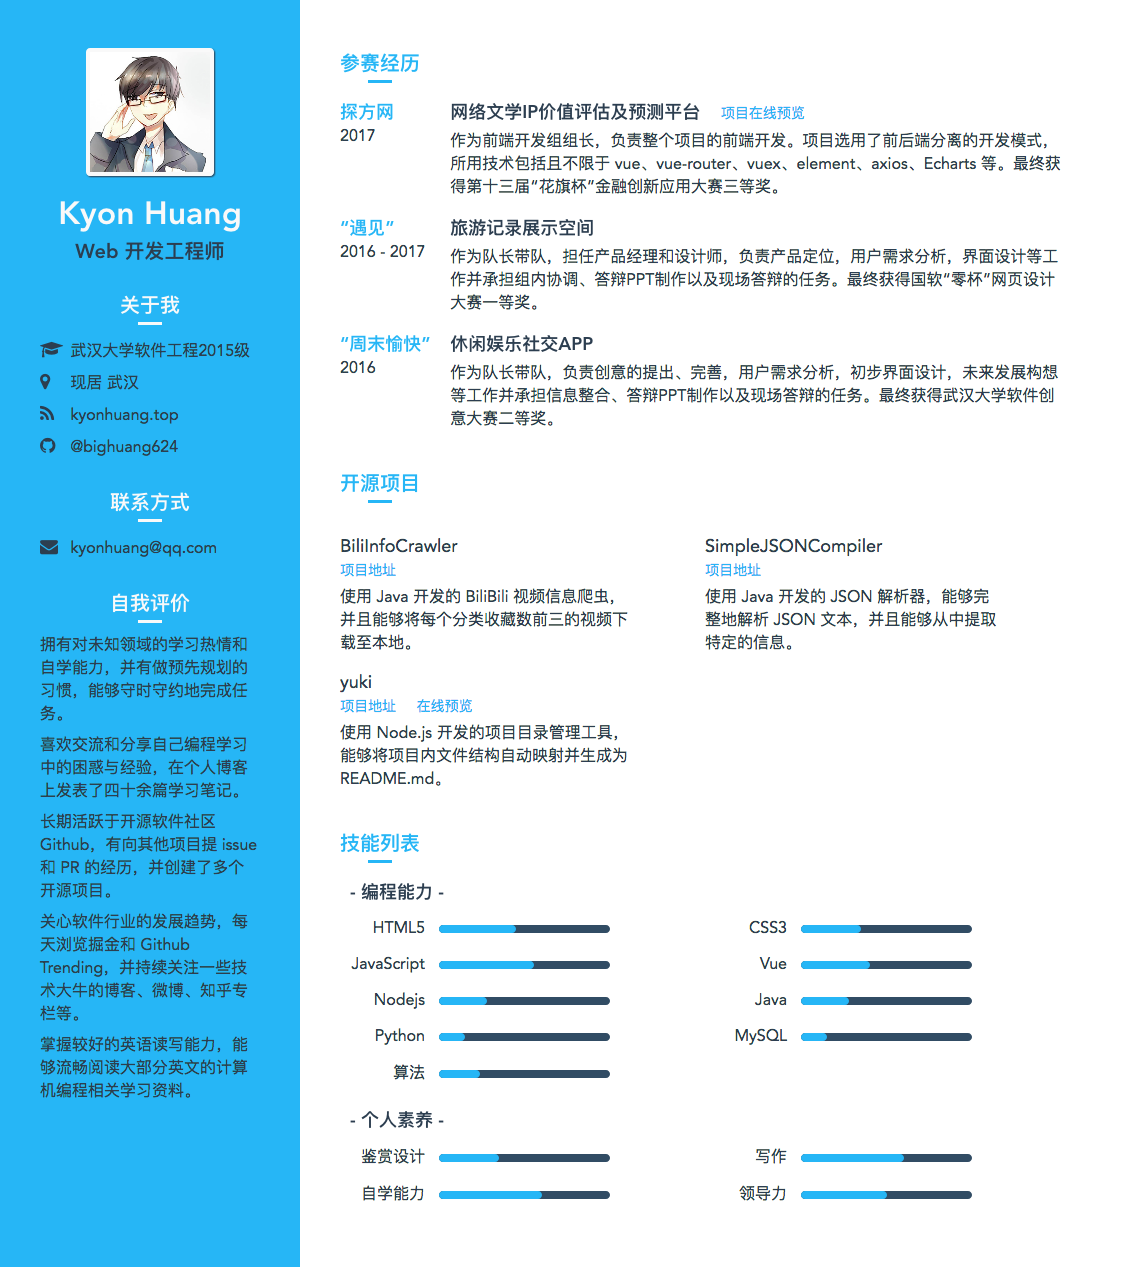 Kyon Huang
Web 开发工程师
关于我
武汉大学软件工程2015级
现居 武汉
kyonhuang.top
@bighuang624
联系方式
kyonhuang@qq.com
自我评价
拥有对未知领域的学习热情和
自学能力，并有做预先规划的
习惯，能够守时守约地完成任
务。
喜欢交流和分享自己编程学习
中的困惑与经验，在个人博客
上发表了四十余篇学习笔记。
长期活跃于开源软件社区
Github，有向其他项目提 issue
和 PR 的经历，并创建了多个
开源项目。
关心软件行业的发展趋势，每
天浏览掘金和 Github
Trending，并持续关注一些技
术大牛的博客、微博、知乎专
栏等。
掌握较好的英语读写能力，能
够流畅阅读大部分英文的计算
机编程相关学习资料。
参赛经历
探方网
2017
网络文学IP价值评估及预测平台 项目在线预览
作为前端开发组组长，负责整个项目的前端开发。项目选用了前后端分离的开发模式，
所用技术包括且不限于 vue、vue-router、vuex、element、axios、Echarts 等。最终获
得第十三届“花旗杯”金融创新应用大赛三等奖。
“遇见”
2016 - 2017
旅游记录展示空间
作为队长带队，担任产品经理和设计师，负责产品定位，用户需求分析，界面设计等工
作并承担组内协调、答辩PPT制作以及现场答辩的任务。最终获得国软“零杯”网页设计
大赛一等奖。
“周末愉快”
2016
休闲娱乐社交APP
作为队长带队，负责创意的提出、完善，用户需求分析，初步界面设计，未来发展构想
等工作并承担信息整合、答辩PPT制作以及现场答辩的任务。最终获得武汉大学软件创
意大赛二等奖。
开源项目
BiliInfoCrawler
项目地址
使用 Java 开发的 BiliBili 视频信息爬虫，
并且能够将每个分类收藏数前三的视频下
载至本地。
SimpleJSONCompiler
项目地址
使用 Java 开发的 JSON 解析器，能够完
整地解析 JSON 文本，并且能够从中提取
特定的信息。
yuki
项目地址 在线预览
使用 Node.js 开发的项目目录管理工具，
能够将项目内文件结构自动映射并生成为
README.md。
技能列表
- 编程能力 -
HTML5
CSS3
JavaScript
Vue
Nodejs
Java
Python
MySQL
算法
- 个人素养 -
鉴赏设计
写作
自学能力
领导力